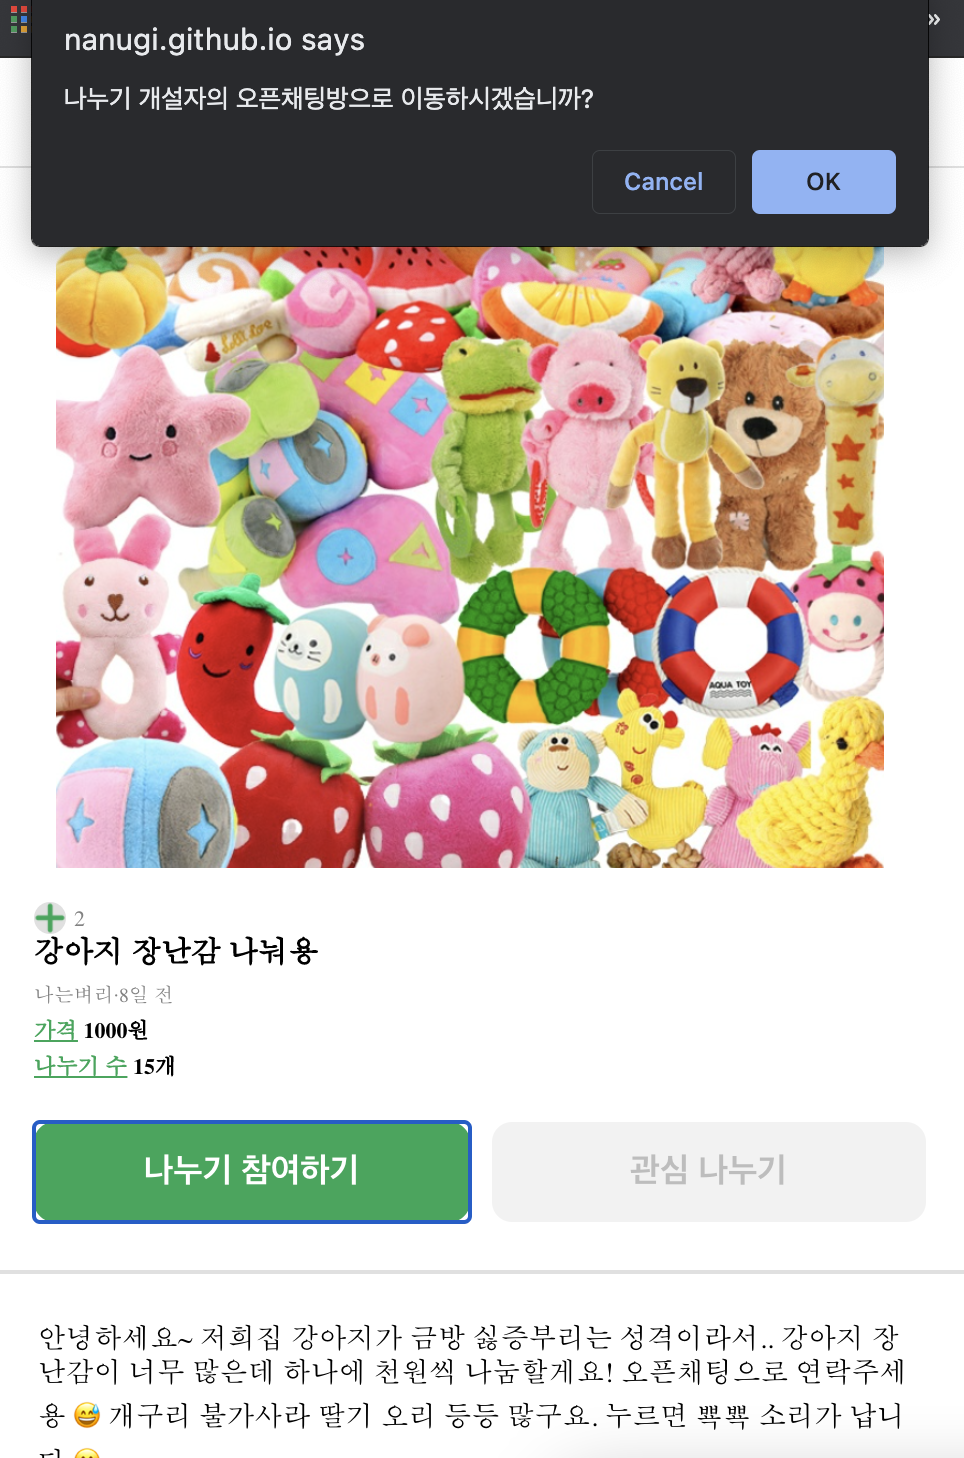 »
nanugi.github.io says
나누기 개설자의 오픈채팅방으로 이동하시겠습니까?
Cancel
OK
AQUA TOY
2
강아지 장난감 나눠용
나는벼리·8일 전
가격 1000원
나누기 수 15개
나누기 참여하기
관심 나누기
안녕하세요~ 저희집 강아지가 금방 싫증부리는 성격이라서.. 강아지 장
난감이 너무 많은데 하나에 천원씩 나눔할게요! 오픈채팅으로 연락주세
용 😅 개구리 불가사라 딸기 오리 등등 많구요. 누르면 뾱뾱 소리가 납니